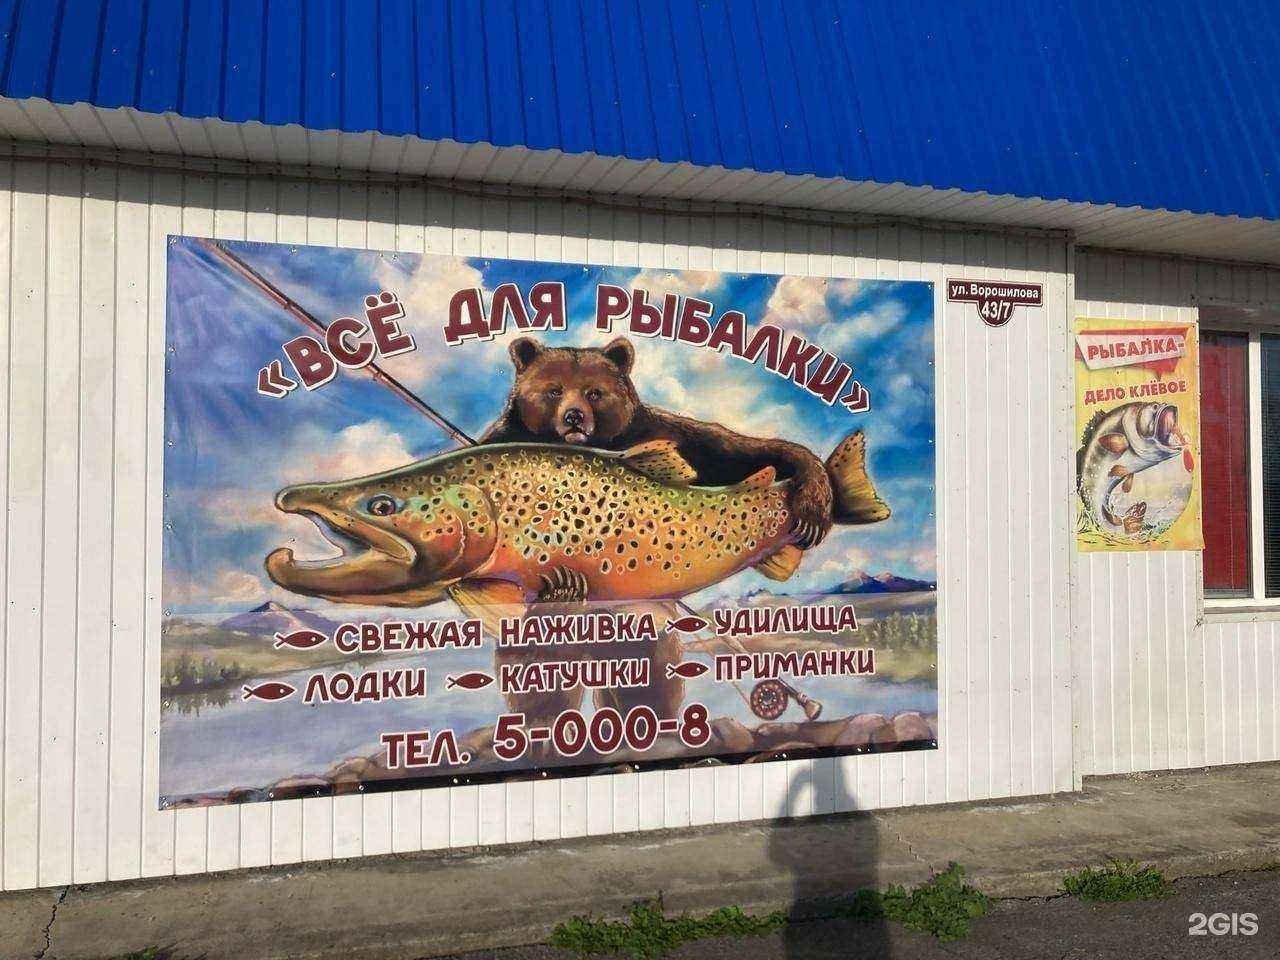 «ВСЁ ДЛЯ РЫБАЛКИ»
СВЕЖАЯ НАЖИВКА УДИЛИЩА
ЛОДКИ КАТУШКИ ПРИМАНКИ
ТЕЛ. 5-000-8
ул. Ворошилова
43/7
РЫБАЛКА-
ДЕЛО КЛЁВОЕ
2GIS